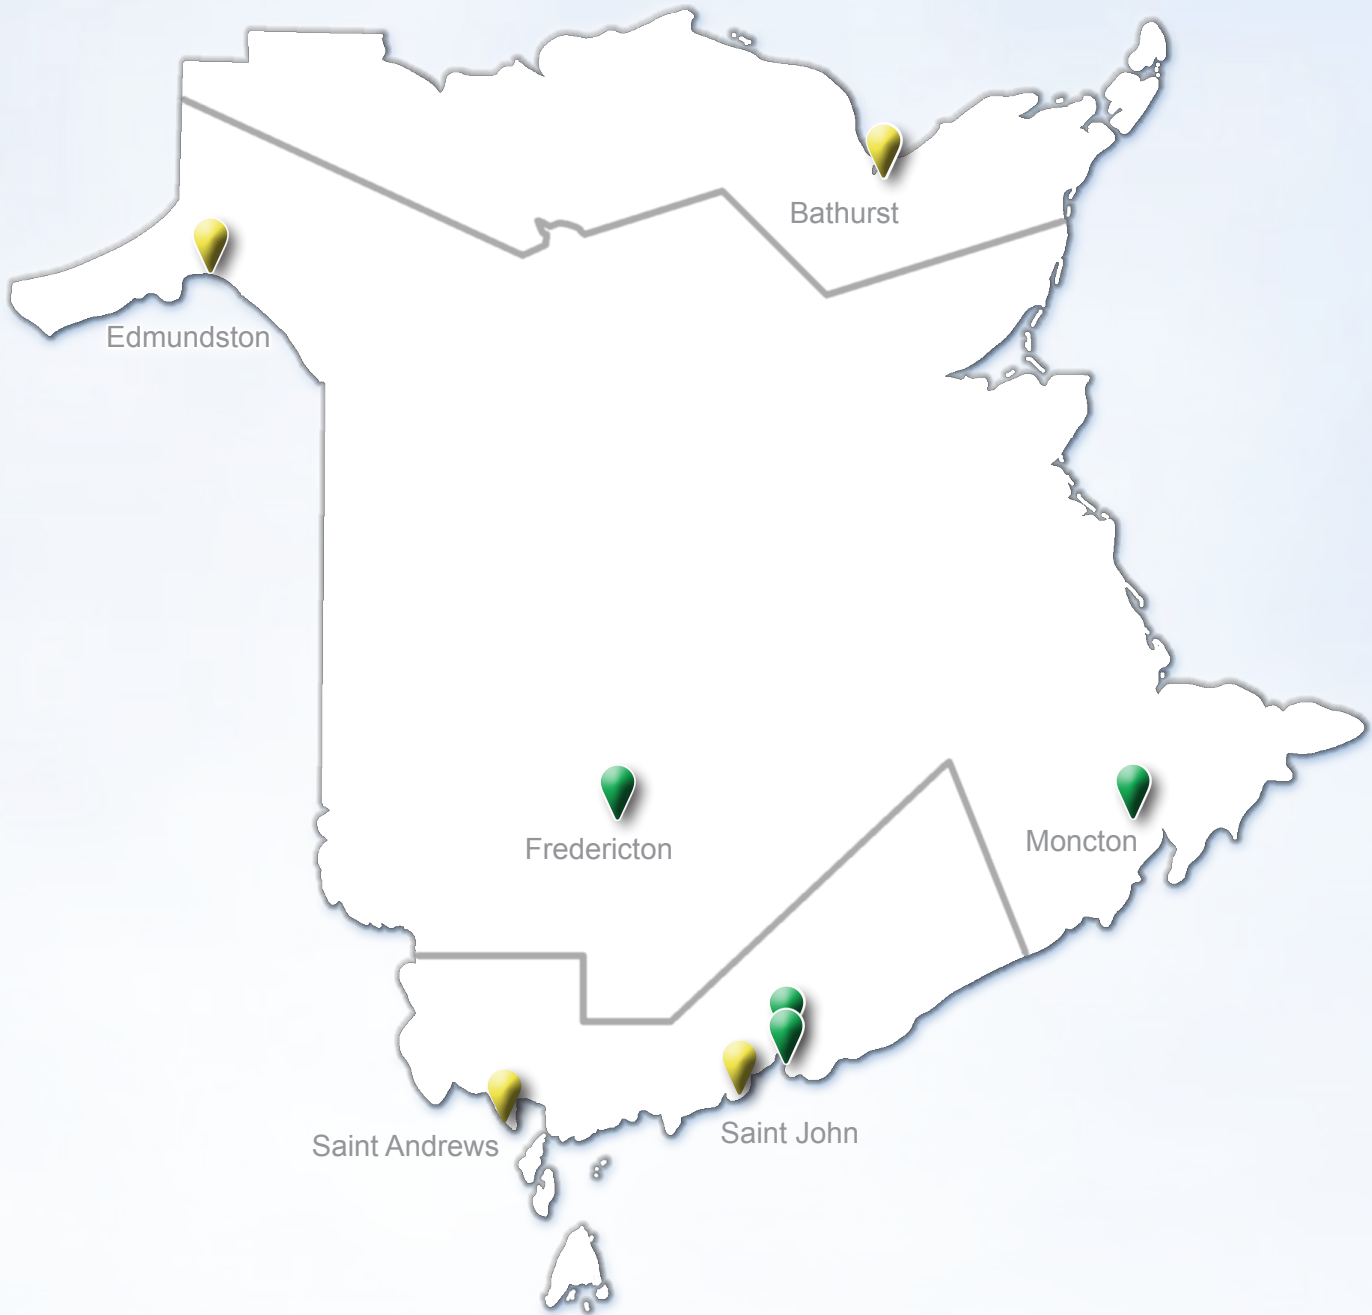 Bathurst
Edmundston
Fredericton
Moncton
Saint John
Saint Andrews